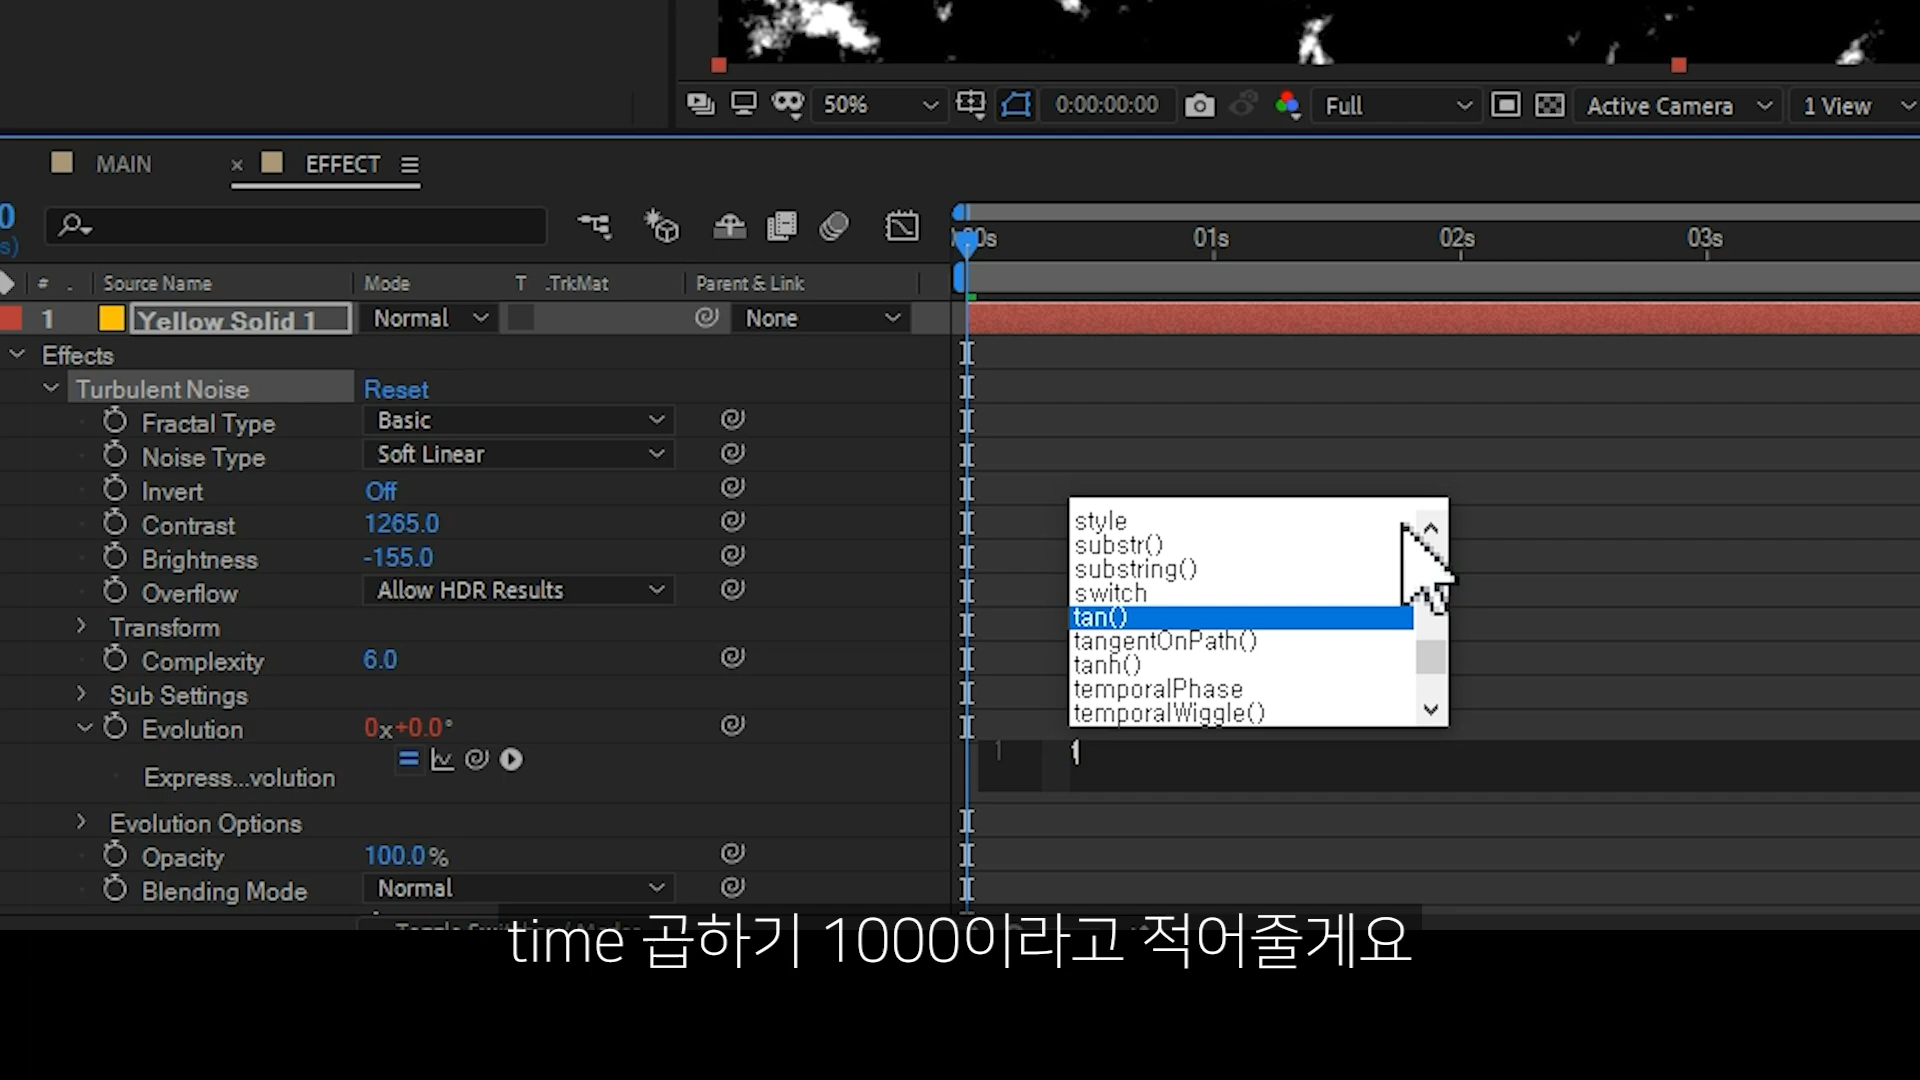 50%
0:00:00:00
Full
Active Camera
1 View
MAIN
× EFFECT
0
s)
00s
01s
02s
03s
# . Source Name Mode T .TrkMat Parent & Link
1 Yellow Solid 1 Normal None
Effects
Turbulent Noise Reset
Fractal Type Basic
Noise Type Soft Linear
Invert Off
Contrast 1265.0
Brightness -155.0
Overflow Allow HDR Results
Transform
Complexity 6.0
Sub Settings
Evolution 0x+0.0°
Express...volution
Evolution Options
Opacity 100.0%
Blending Mode Normal
style
substr()
substring()
switch
tan()
tangentOnPath()
tanh()
temporalPhase
temporalWiggle()
1 t
time 곱하기 1000이라고 적어줄게요